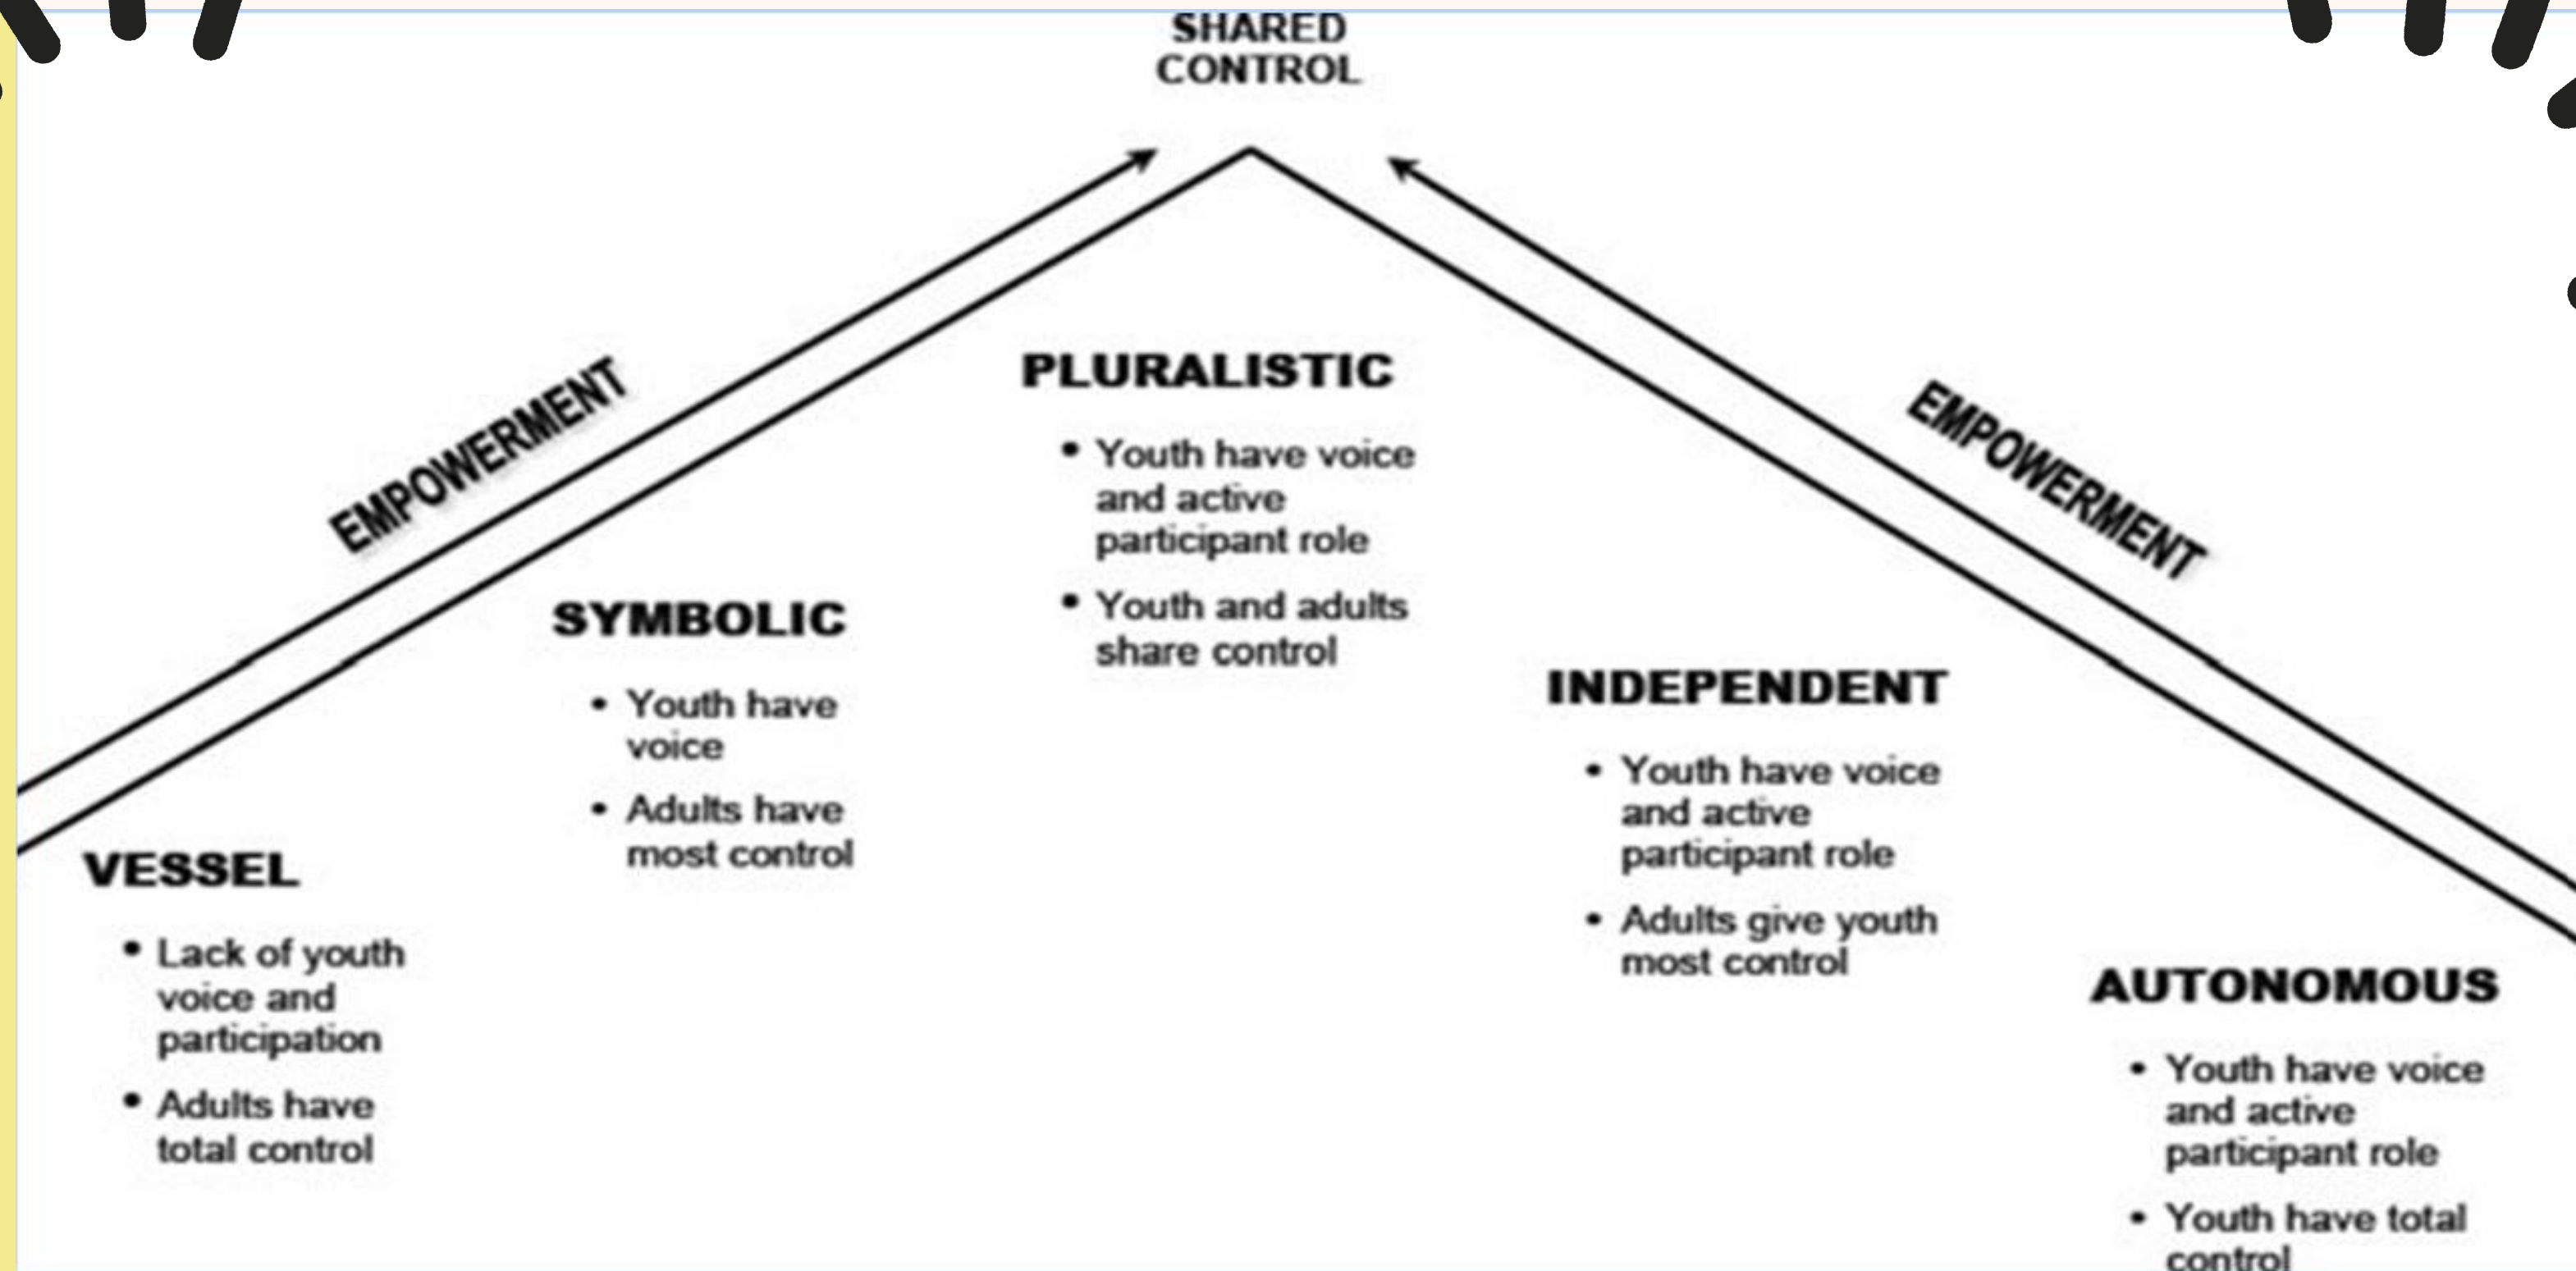 SHARED
CONTROL
EMPOWERMENT
EMPOWERMENT
PLURALISTIC
• Youth have voice
and active
participant role
• Youth and adults
share control
SYMBOLIC
• Youth have
voice
• Adults have
most control
INDEPENDENT
• Youth have voice
and active
participant role
• Adults give youth
most control
VESSEL
• Lack of youth
voice and
participation
• Adults have
total control
AUTONOMOUS
• Youth have voice
and active
participant role
• Youth have total
control